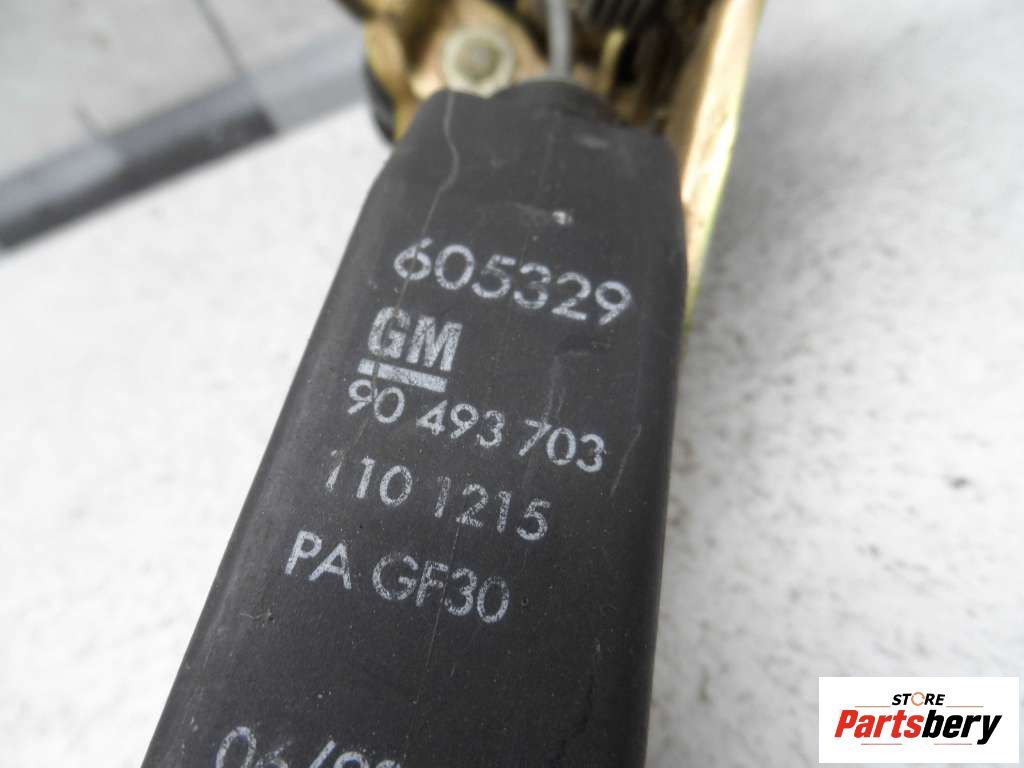 605329
GM
90 493 703
110 1215
PA GF30
STORE
Partsbery